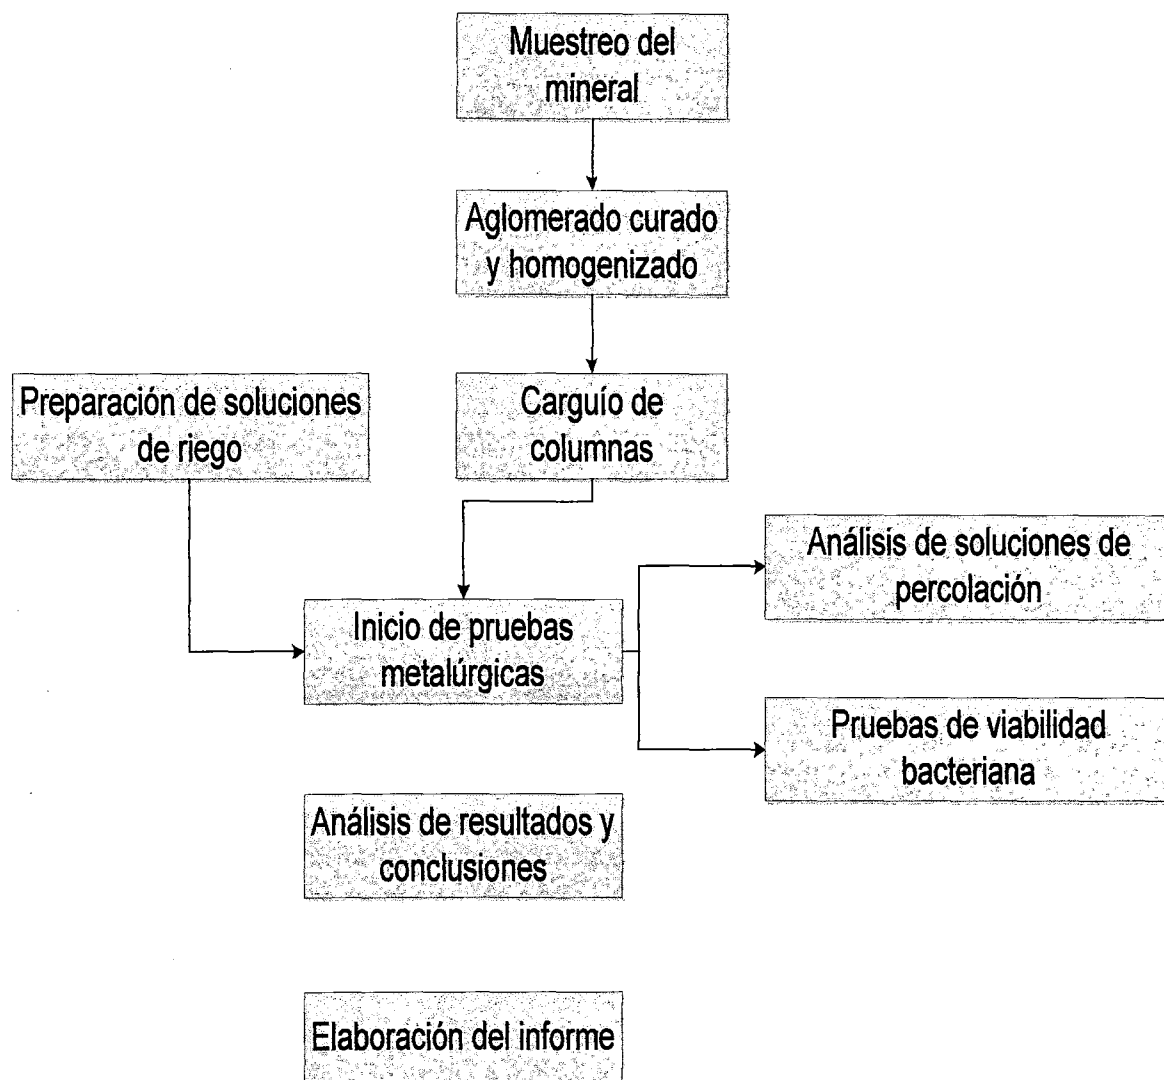 Muestreo del
mineral
Aglomerado curado
y homogenizado
Preparación de soluciones
de riego
Carguío de
columnas
Análisis de soluciones de
percolación
Inicio de pruebas
metalúrgicas
Pruebas de viabilidad
bacteriana
Análisis de resultados y
conclusiones
Elaboración del informe